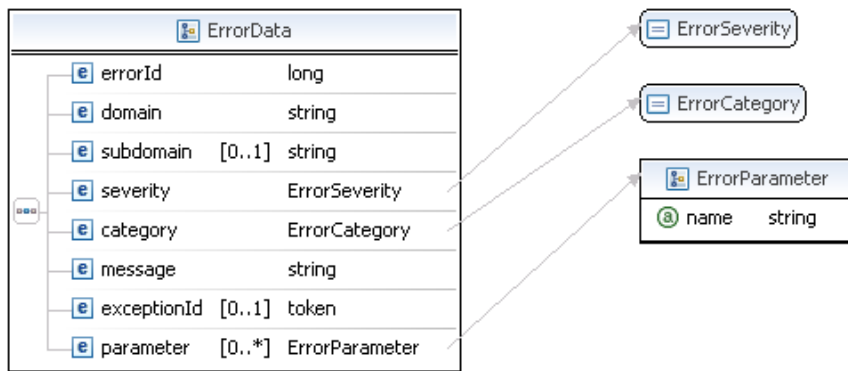 ErrorData
e errorId long
e domain string
e subdomain [0..1] string
e severity ErrorSeverity
e category ErrorCategory
e message string
e exceptionId [0..1] token
e parameter [0..*] ErrorParameter
ErrorSeverity
ErrorCategory
ErrorParameter
a name string